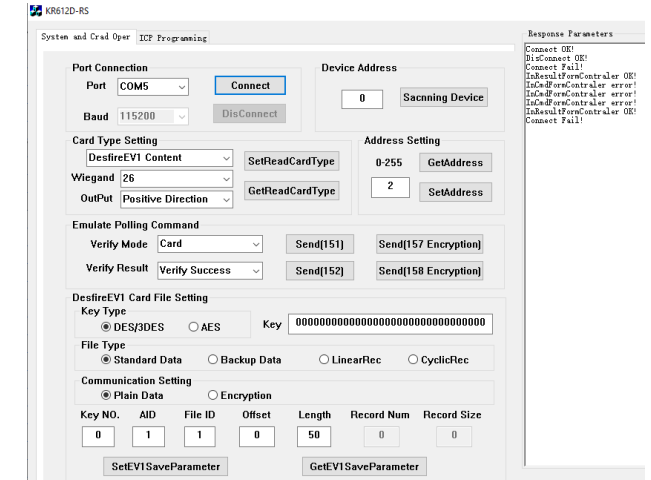 KR612D-RS
System and Crad Oper ICP Programming
Port Connection
Port COM5 Connect
Baud 115200 DisConnect
Device Address
0 Sacnning Device
Card Type Setting
DesfireEV1 Content SetReadCardType
Wiegand 26
OutPut Positive Direction GetReadCardType
Address Setting
0-255 GetAddress
2 SetAddress
Emulate Polling Command
Verify Mode Card Send(151) Send(157 Encryption)
Verify Result Verify Success Send(152) Send(158 Encryption)
DesfireEV1 Card File Setting
Key Type
DES/3DES AES Key 00000000000000000000000000000000
File Type
Standard Data Backup Data LinearRec CyclicRec
Communication Setting
Plain Data Encryption
Key NO. AID File ID Offset Length Record Num Record Size
0 1 1 0 50 0 0
SetEV1SaveParameter GetEV1SaveParameter
Response Parameters
Connect OK!
DisConnect OK!
Connect Fail!
InResultFormContraler OK!
InCmdFormContraler error!
InCmdFormContraler error!
InCmdFormContraler error!
InResultFormContraler OK!
Connect Fail!